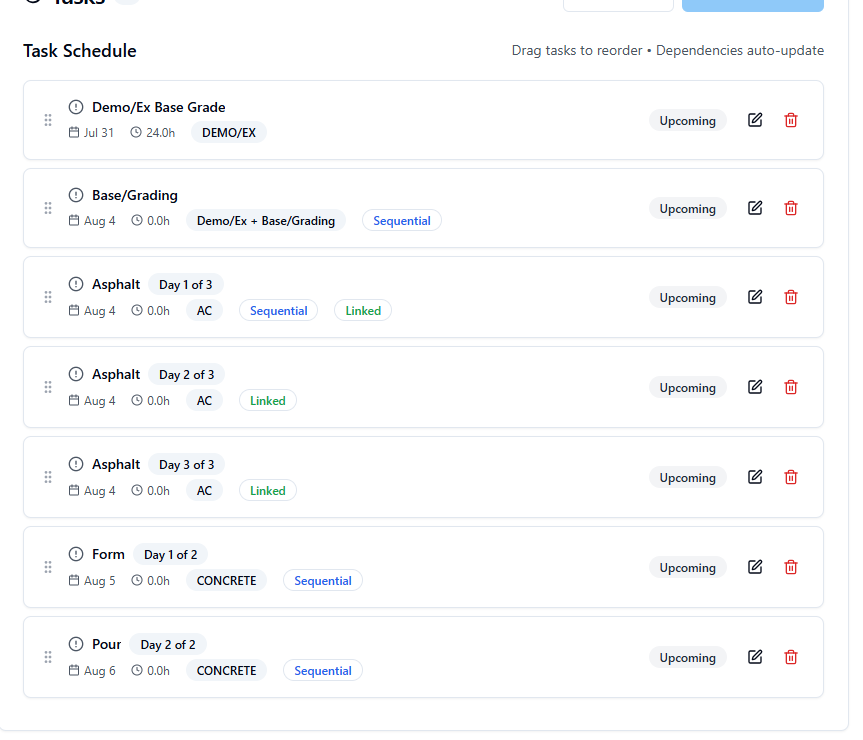 Tasks
Task Schedule
Drag tasks to reorder • Dependencies auto-update
Demo/Ex Base Grade
Jul 31 24.0h DEMO/EX
Upcoming
Base/Grading
Aug 4 0.0h Demo/Ex + Base/Grading Sequential
Upcoming
Asphalt Day 1 of 3
Aug 4 0.0h AC Sequential Linked
Upcoming
Asphalt Day 2 of 3
Aug 4 0.0h AC Linked
Upcoming
Asphalt Day 3 of 3
Aug 4 0.0h AC Linked
Upcoming
Form Day 1 of 2
Aug 5 0.0h CONCRETE Sequential
Upcoming
Pour Day 2 of 2
Aug 6 0.0h CONCRETE Sequential
Upcoming